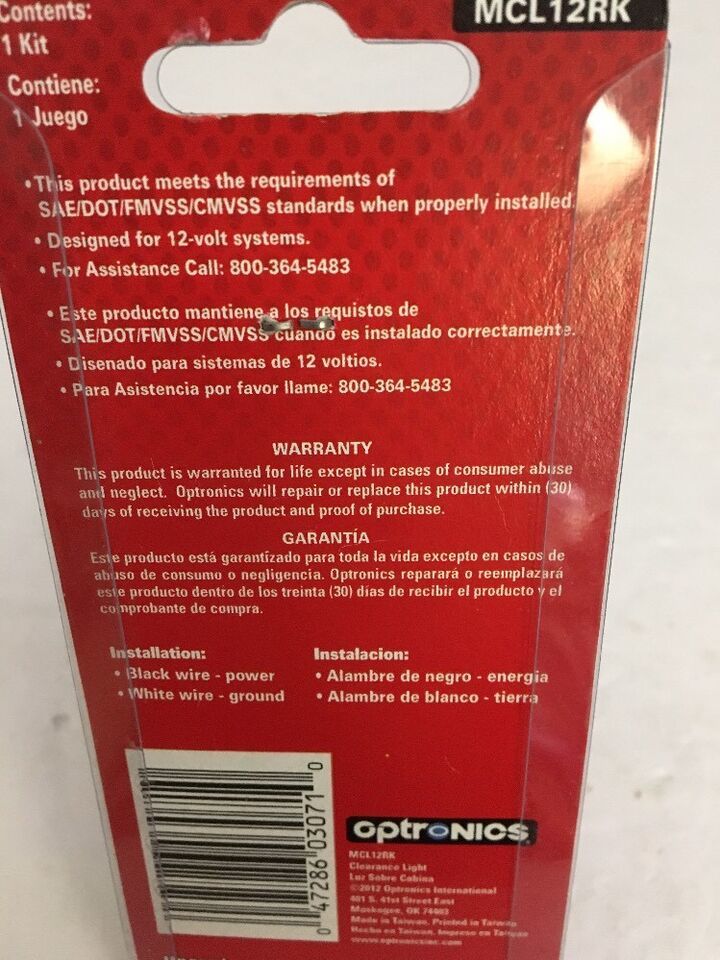 Contents:
1 Kit
Contiene:
1 Juego
MCL12RK
• This product meets the requirements of
SAE/DOT/FMVSS/CMVSS standards when properly installed.
• Designed for 12-volt systems.
• For Assistance Call: 800-364-5483
• Este producto mantiene a los requistos de
SAE/DOT/FMVSS/CMVSS cuando es instalado correctamente.
• Disenado para sistemas de 12 voltios.
• Para Asistencia por favor llame: 800-364-5483
WARRANTY
This product is warranted for life except in cases of consumer abuse
and neglect. Optronics will repair or replace this product within (30)
days of receiving the product and proof of purchase.
GARANTÍA
Este producto está garantízado para toda la vida excepto en casos de
abuso de consumo o negligencia. Optronics reparará o reemplazará
este producto dentro de los treinta (30) días de recibir el producto y el
comprobante de compra.
Installation:
• Black wire - power
• White wire - ground
Instalacion:
• Alambre de negro - energia
• Alambre de blanco - tierra
0 47286 03071 0
OPTRONICS
MCL12RK
Clearance Light
Luz Sobre Cabina
©2012 Optronics International
401 S. 41st Street East
Muskogee, OK 74403
Made in Taiwan. Printed in Taiwan
Hecho en Taiwan. Impreso en Taiwan
www.optronicsinc.com